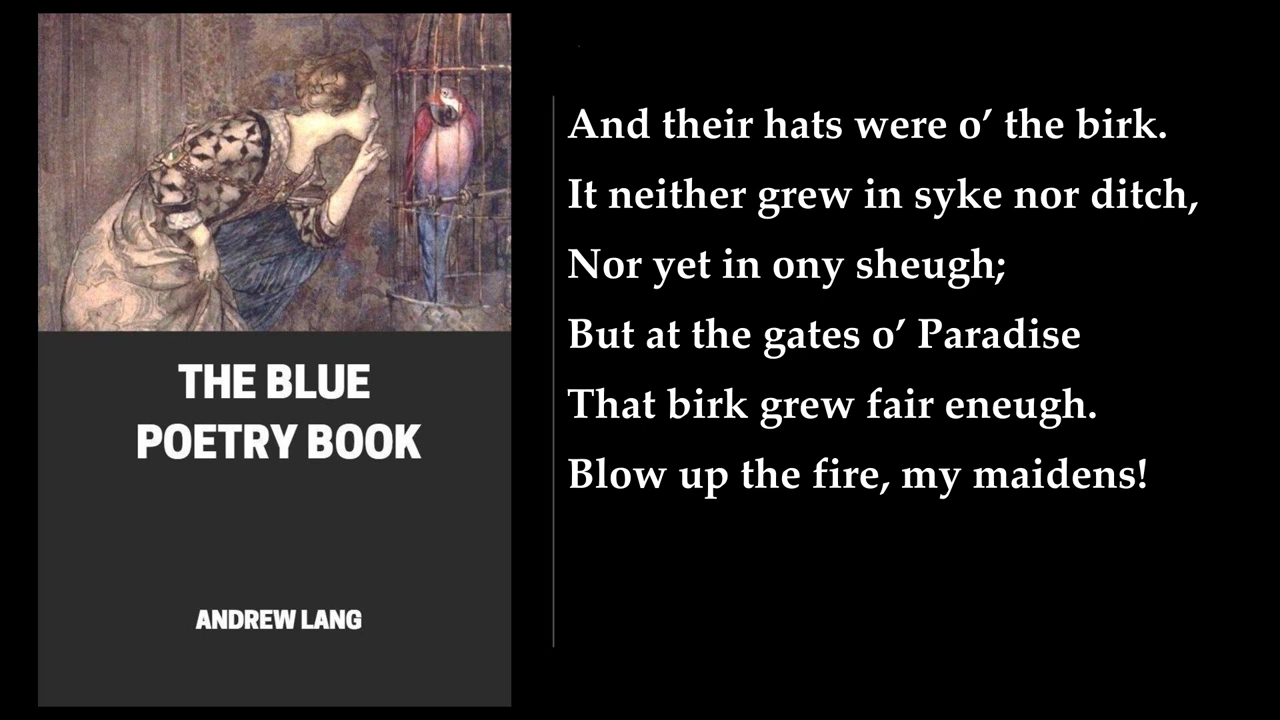 THE BLUE
POETRY BOOK
ANDREW LANG
And their hats were o’ the birk.
It neither grew in syke nor ditch,
Nor yet in ony sheugh;
But at the gates o’ Paradise
That birk grew fair eneugh.
Blow up the fire, my maidens!